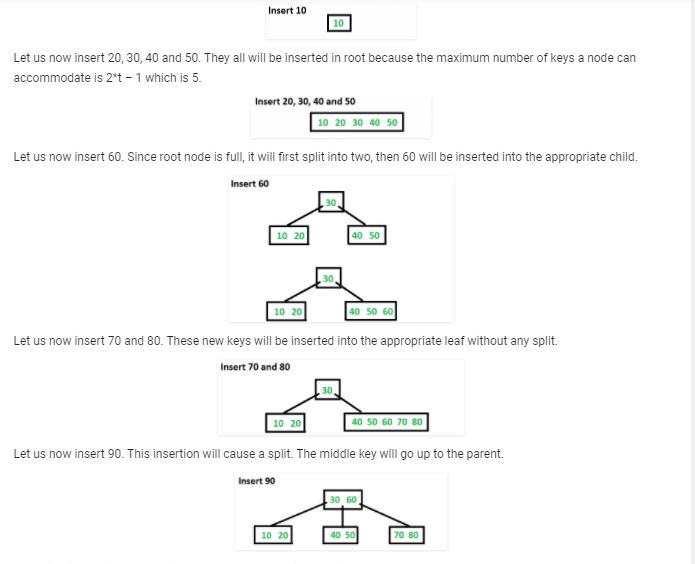 Insert 10
10
Let us now insert 20, 30, 40 and 50. They all will be inserted in root because the maximum number of keys a node can
accommodate is 2*t – 1 which is 5.
Insert 20, 30, 40 and 50
10 20 30 40 50
Let us now insert 60. Since root node is full, it will first split into two, then 60 will be inserted into the appropriate child.
Insert 60
30
10 20 40 50
30
10 20 40 50 60
Let us now insert 70 and 80. These new keys will be inserted into the appropriate leaf without any split.
Insert 70 and 80
30
10 20 40 50 60 70 80
Let us now insert 90. This insertion will cause a split. The middle key will go up to the parent.
Insert 90
30 60
10 20 40 50 70 80